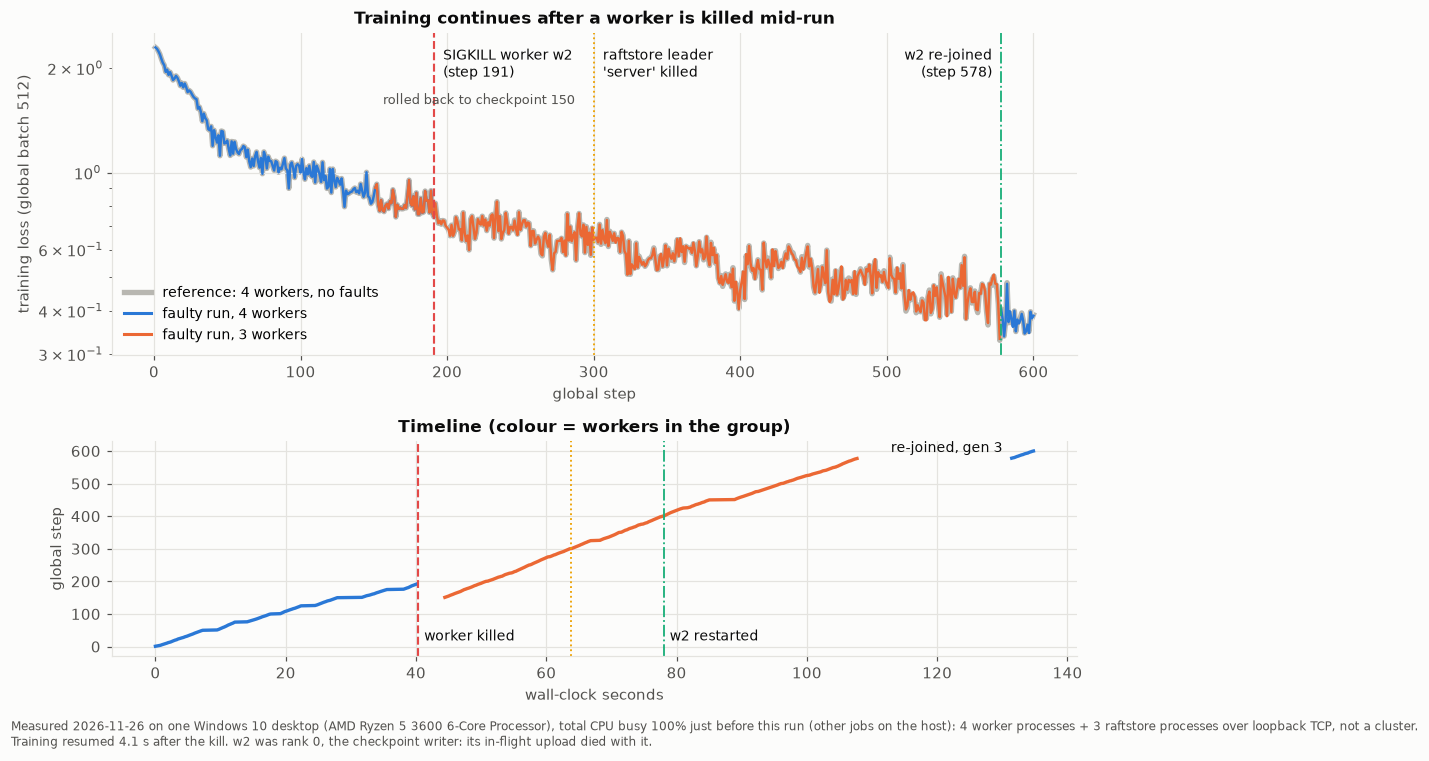 Training continues after a worker is killed mid-run
training loss (global batch 512)
2 × 10⁰
10⁰
6 × 10⁻¹
4 × 10⁻¹
3 × 10⁻¹
SIGKILL worker w2
(step 191)
rolled back to checkpoint 150
raftstore leader
'server' killed
w2 re-joined
(step 578)
reference: 4 workers, no faults
faulty run, 4 workers
faulty run, 3 workers
0 100 200 300 400 500 600
global step
Timeline (colour = workers in the group)
global step
600
500
400
300
200
100
0
re-joined, gen 3
worker killed
w2 restarted
0 20 40 60 80 100 120 140
wall-clock seconds
Measured 2026-11-26 on one Windows 10 desktop (AMD Ryzen 5 3600 6-Core Processor), total CPU busy 100% just before this run (other jobs on the host): 4 worker processes + 3 raftstore processes over loopback TCP, not a cluster.
Training resumed 4.1 s after the kill. w2 was rank 0, the checkpoint writer: its in-flight upload died with it.